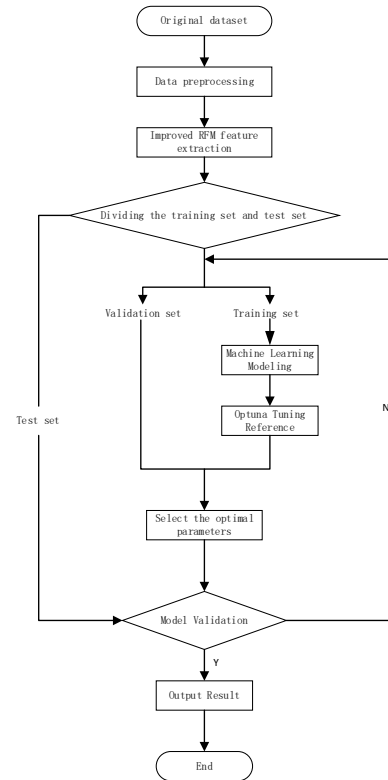 Original dataset
Data preprocessing
Improved RFM feature
extraction
Dividing the training set and test set
Validation set
Training set
Machine Learning
Modeling
Optuna Tuning
Reference
Test set
N
Select the optimal
parameters
Model Validation
Y
Output Result
End